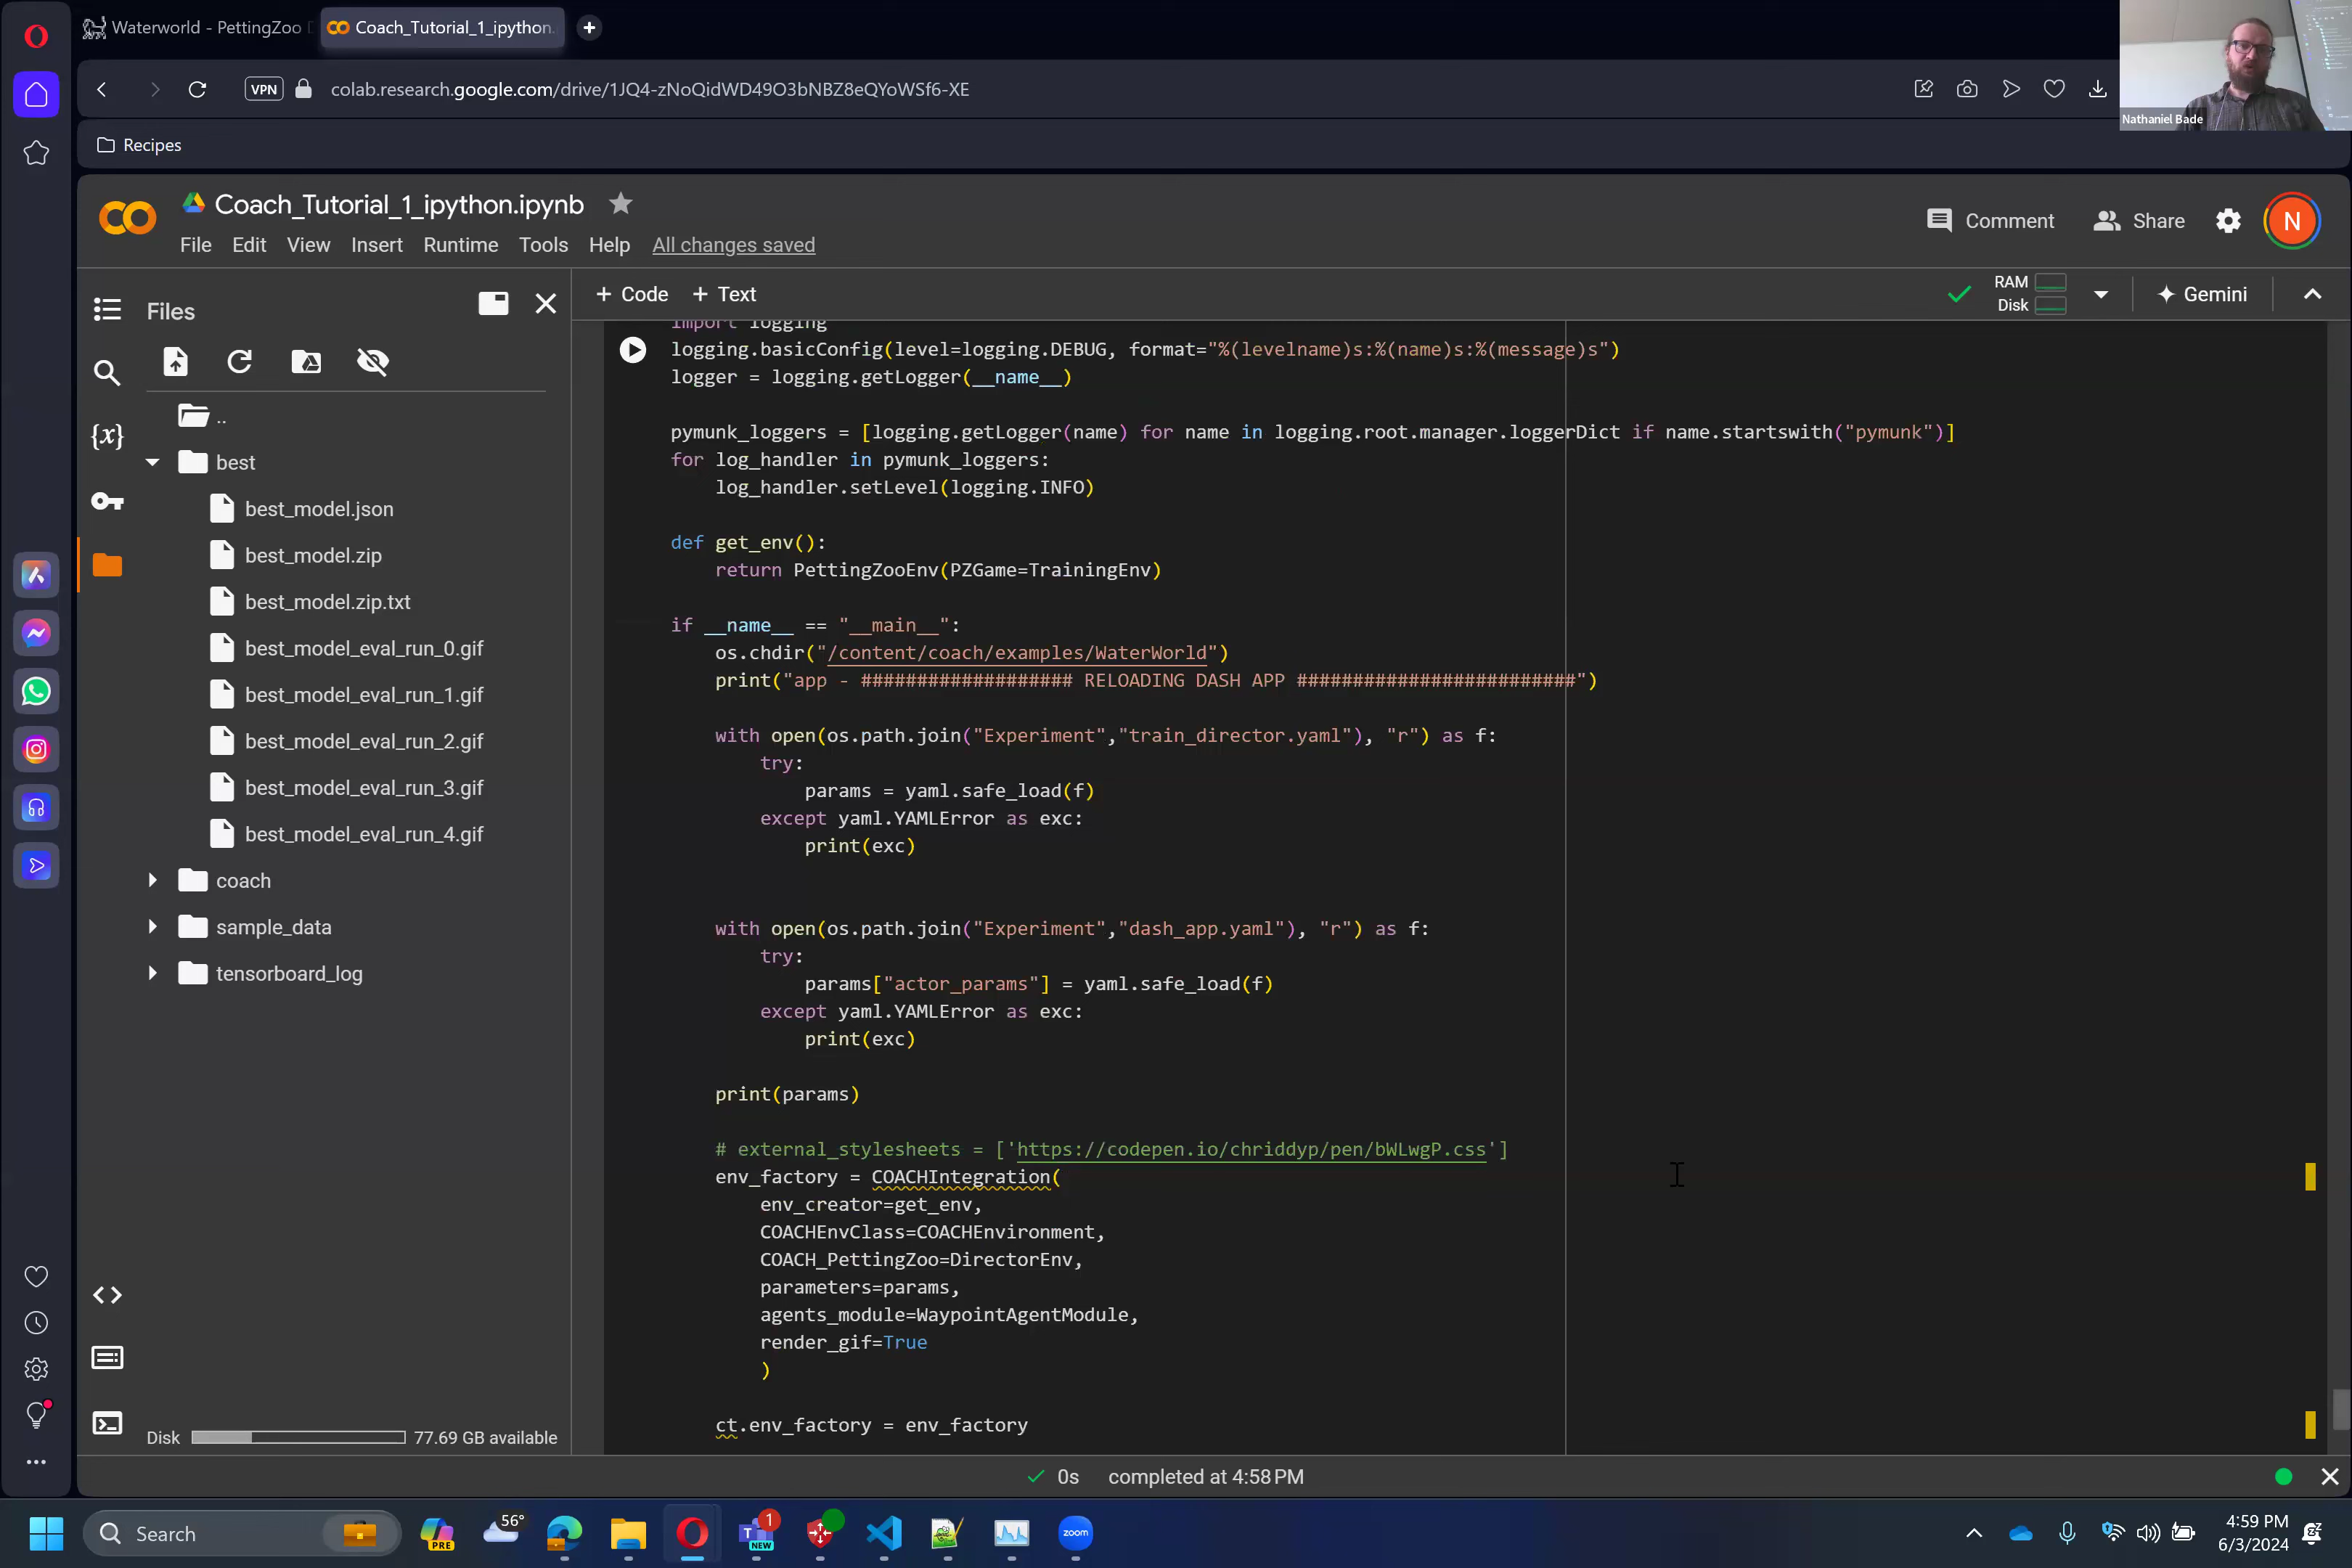 Waterworld - PettingZoo
Coach_Tutorial_1_ipython.
VPN
colab.research.google.com/drive/1JQ4-zNoQidWD49O3bNBZ8eQYoWSf6-XE
Nathaniel Bade
Recipes
Coach_Tutorial_1_ipython.ipynb
File Edit View Insert Runtime Tools Help All changes saved
Comment Share N
Files
+ Code + Text
RAM
Disk
Gemini
..
best
best_model.json
best_model.zip
best_model.zip.txt
best_model_eval_run_0.gif
best_model_eval_run_1.gif
best_model_eval_run_2.gif
best_model_eval_run_3.gif
best_model_eval_run_4.gif
coach
sample_data
tensorboard_log
{x}
Disk 77.69 GB available
import logging
logging.basicConfig(level=logging.DEBUG, format="%(levelname)s:%(name)s:%(message)s")
logger = logging.getLogger(__name__)
pymunk_loggers = [logging.getLogger(name) for name in logging.root.manager.loggerDict if name.startswith("pymunk")]
for log_handler in pymunk_loggers:
log_handler.setLevel(logging.INFO)
def get_env():
return PettingZooEnv(PZGame=TrainingEnv)
if __name__ == "__main__":
os.chdir("/content/coach/examples/WaterWorld")
print("app - ################### RELOADING DASH APP #########################")
with open(os.path.join("Experiment","train_director.yaml"), "r") as f:
try:
params = yaml.safe_load(f)
except yaml.YAMLError as exc:
print(exc)
with open(os.path.join("Experiment","dash_app.yaml"), "r") as f:
try:
params["actor_params"] = yaml.safe_load(f)
except yaml.YAMLError as exc:
print(exc)
print(params)
# external_stylesheets = ['https://codepen.io/chriddyp/pen/bWLwgP.css']
env_factory = COACHIntegration(
env_creator=get_env,
COACHEnvClass=COACHEnvironment,
COACH_PettingZoo=DirectorEnv,
parameters=params,
agents_module=WaypointAgentModule,
render_gif=True
)
ct.env_factory = env_factory
0s completed at 4:58 PM
Search
PRE
56°
1
NEW
zoom
4:59 PM
6/3/2024